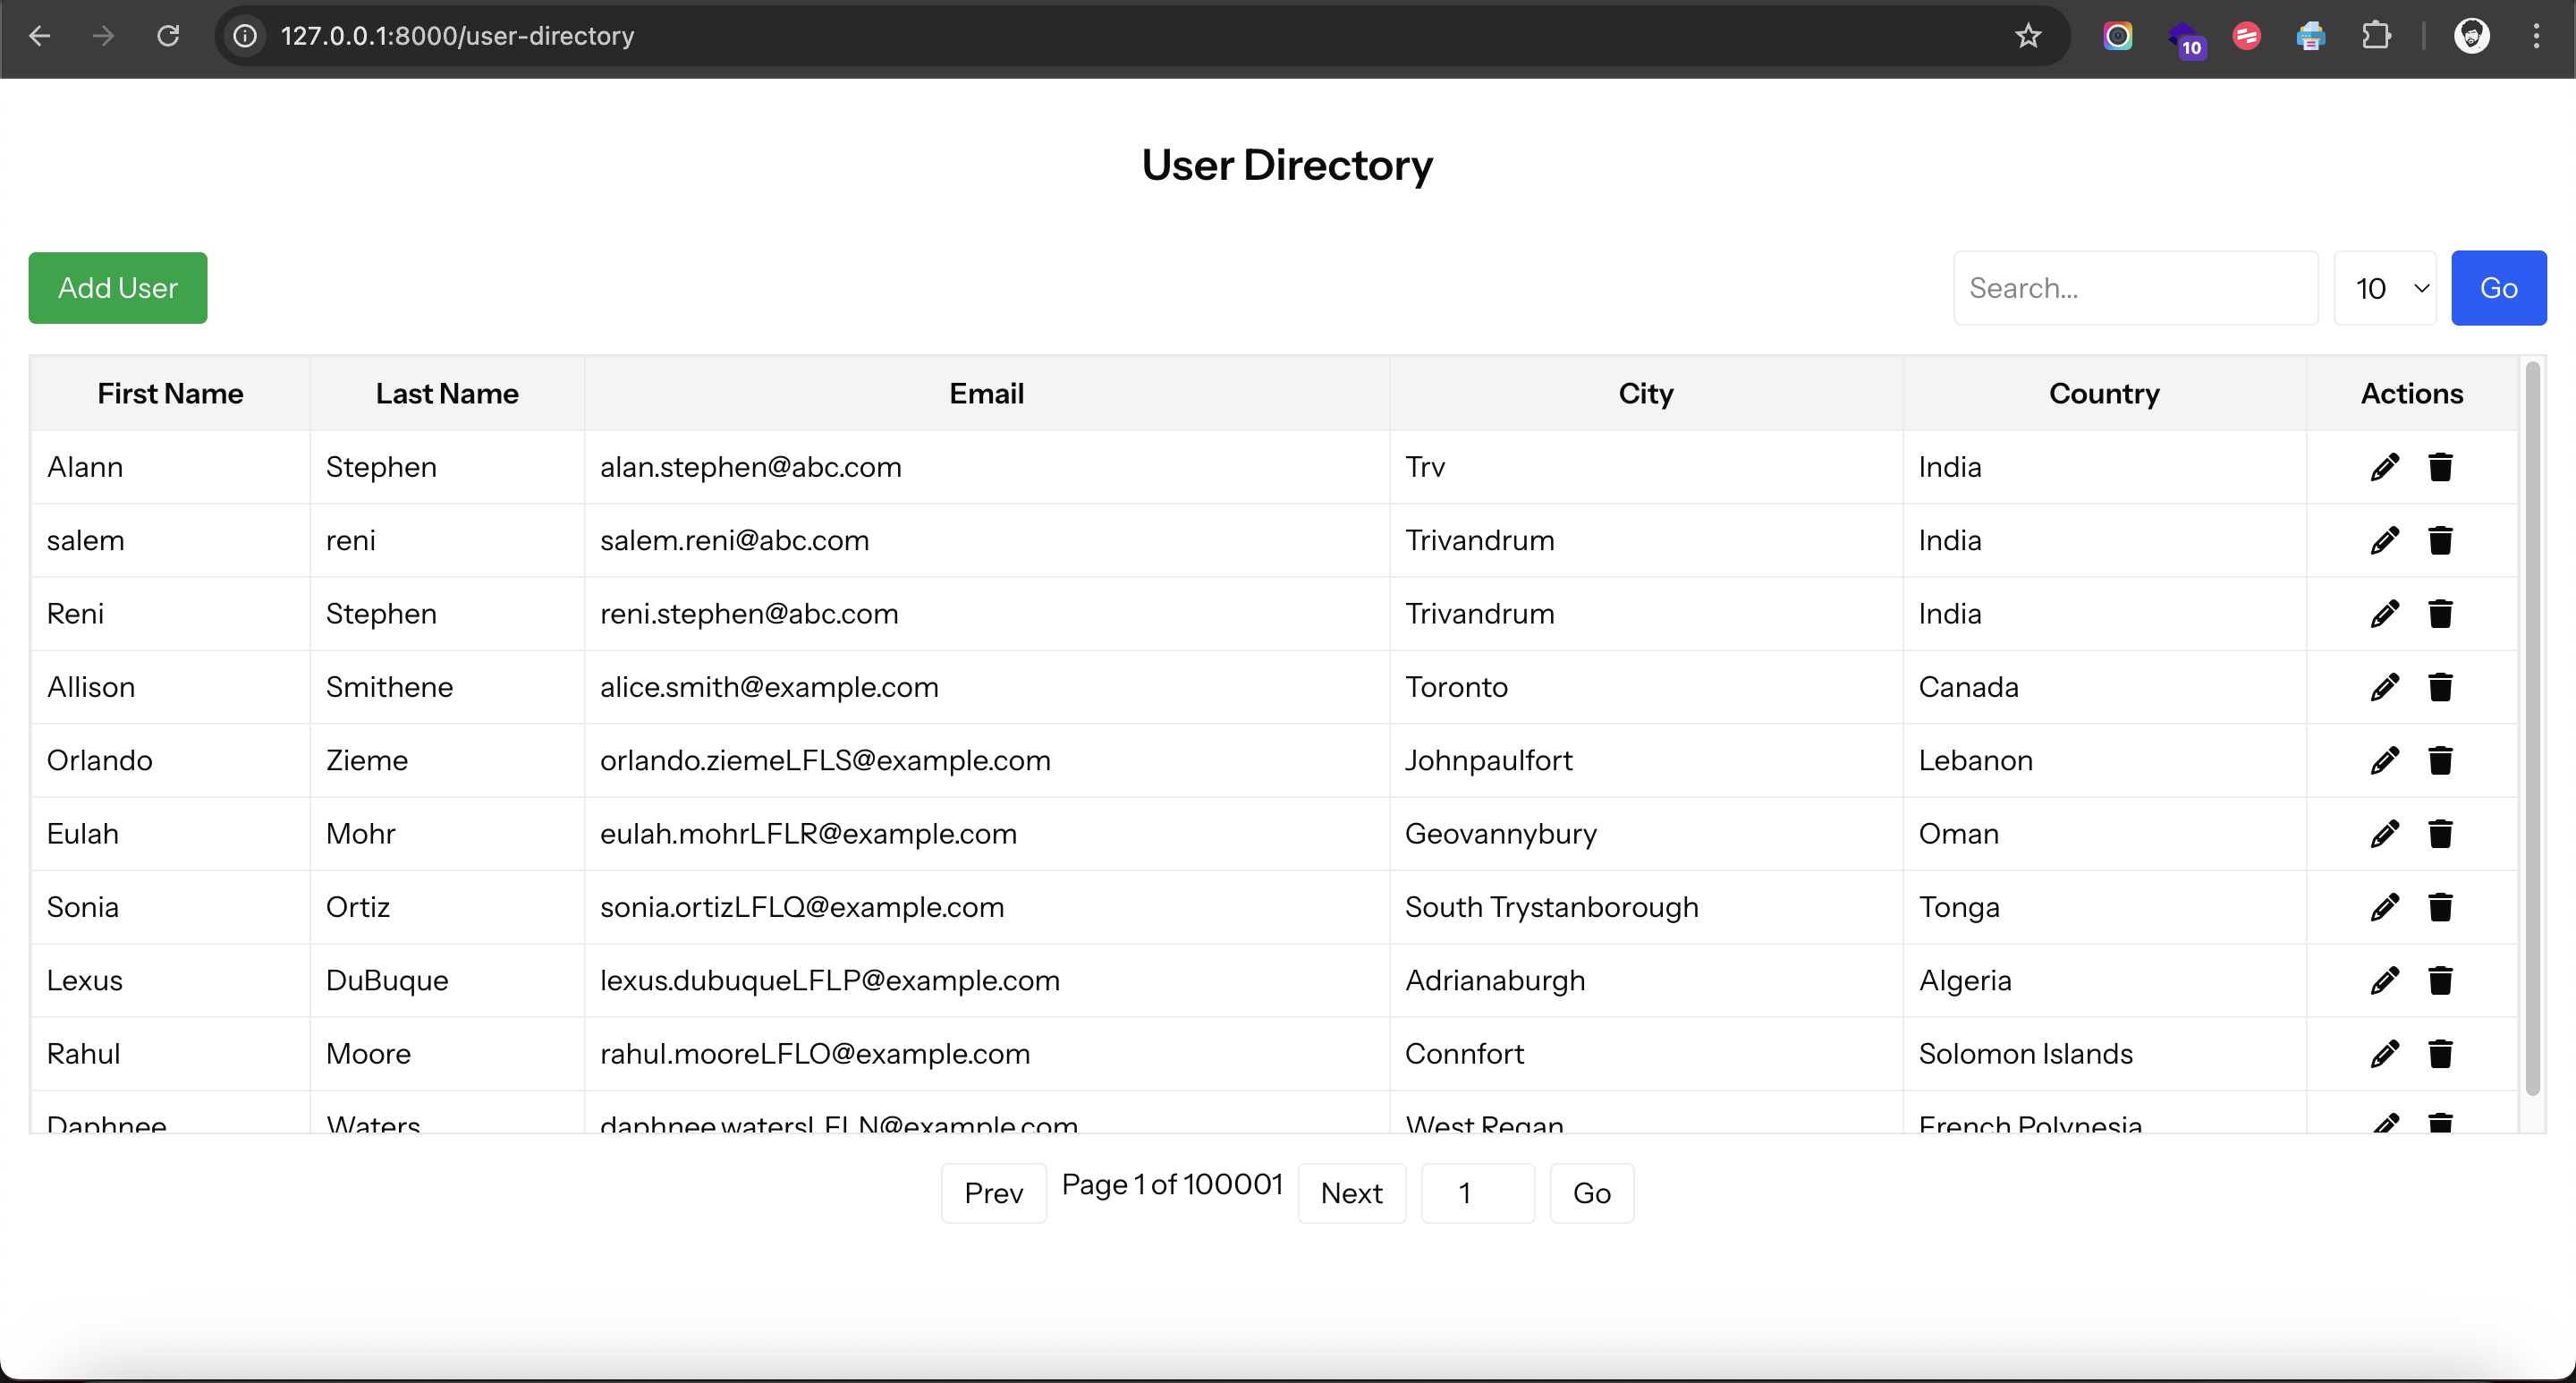 127.0.0.1:8000/user-directory
10
User Directory
Add User
Search...
10
Go
First Name Last Name Email City Country Actions
Alann Stephen alan.stephen@abc.com Trv India
salem reni salem.reni@abc.com Trivandrum India
Reni Stephen reni.stephen@abc.com Trivandrum India
Allison Smithene alice.smith@example.com Toronto Canada
Orlando Zieme orlando.ziemeLFLS@example.com Johnpaulfort Lebanon
Eulah Mohr eulah.mohrLFLR@example.com Geovannybury Oman
Sonia Ortiz sonia.ortizLFLQ@example.com South Trystanborough Tonga
Lexus DuBuque lexus.dubuqueLFLP@example.com Adrianaburgh Algeria
Rahul Moore rahul.mooreLFLO@example.com Connfort Solomon Islands
Daphnee Waters daphnee.watersLFLN@example.com West Regan French Polynesia
Prev Page 1 of 100001 Next 1 Go